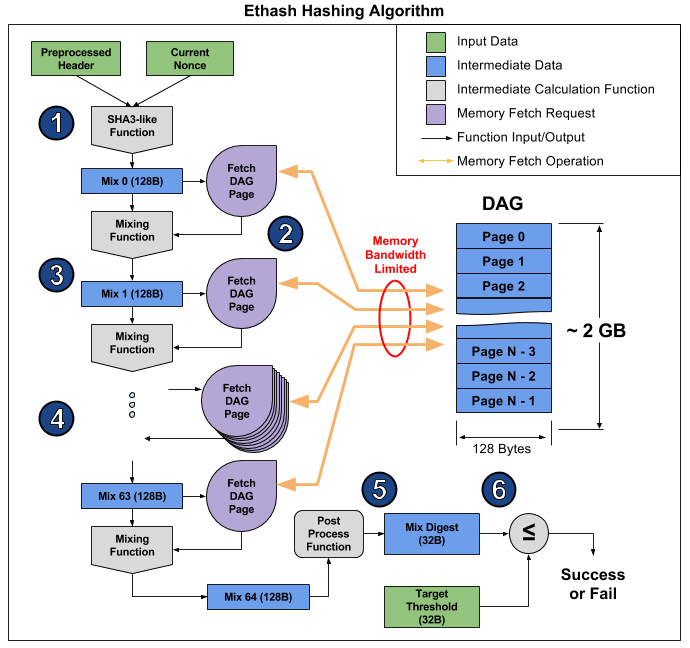 Ethash Hashing Algorithm
Preprocessed
Header
Current
Nonce
Input Data
Intermediate Data
Intermediate Calculation Function
Memory Fetch Request
Function Input/Output
Memory Fetch Operation
1
SHA3-like
Function
Mix 0 (128B)
Fetch
DAG
Page
Mixing
Function
2
3
Mix 1 (128B)
Fetch
DAG
Page
Mixing
Function
Memory
Bandwidth
Limited
DAG
Page 0
Page 1
Page 2
Page N - 3
Page N - 2
Page N - 1
~ 2 GB
128 Bytes
4
Fetch
DAG
Page
Mix 63 (128B)
Fetch
DAG
Page
Mixing
Function
Mix 64 (128B)
5
Post
Process
Function
Mix Digest
(32B)
6
≤
Target
Threshold
(32B)
Success
or Fail